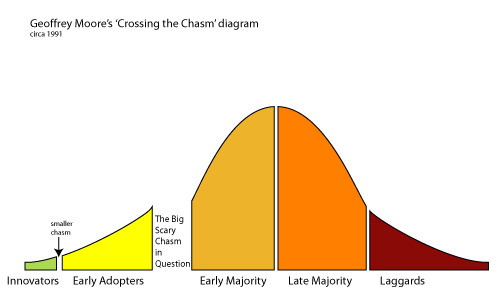 Geoffrey Moore's 'Crossing the Chasm' diagram
circa 1991
smaller
chasm
The Big
Scary
Chasm
in
Question
Innovators
Early Adopters
Early Majority
Late Majority
Laggards